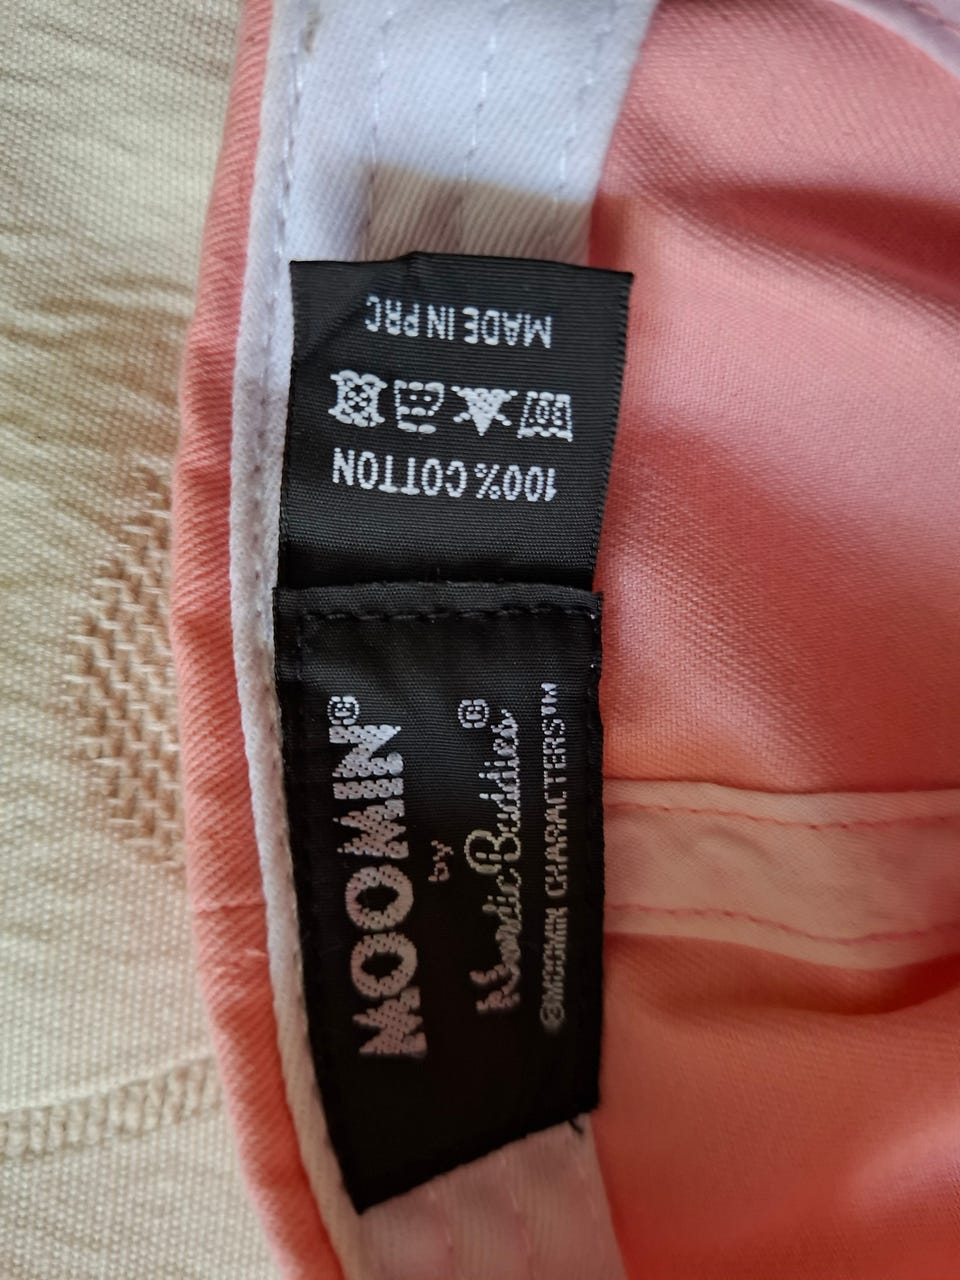 MADE IN PRC
100% COTTON
MOOMIN©
by
NordicBuddies®
©MOOMIN CHARACTERS™